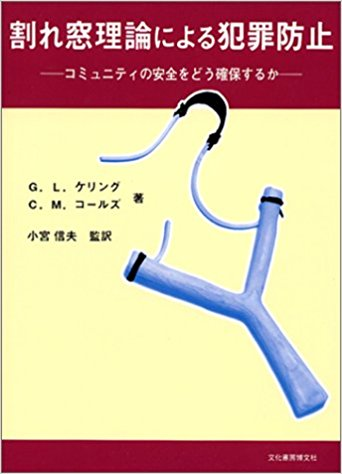 割れ窓理論による犯罪防止
──コミュニティの安全をどう確保するか──
G．L．ケリング
C．M．コールズ 著
小宮信夫 監訳
文化書房博文社